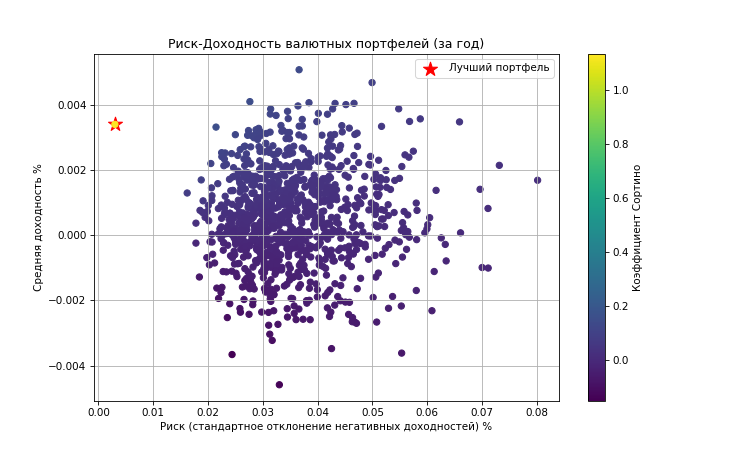 Риск-Доходность валютных портфелей (за год)
Лучший портфель
Средняя доходность %
0.004
0.002
0.000
−0.002
−0.004
0.00 0.01 0.02 0.03 0.04 0.05 0.06 0.07 0.08
Риск (стандартное отклонение негативных доходностей) %
1.0
0.8
0.6
0.4
0.2
0.0
Коэффициент Сортино